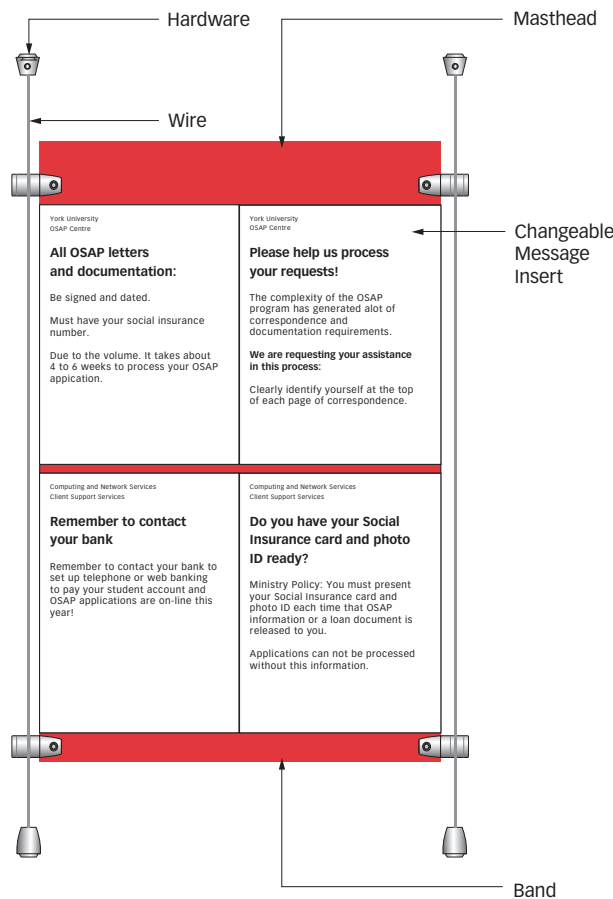 Hardware
Masthead
Wire
Changeable
Message
Insert
York University
OSAP Centre
All OSAP letters
and documentation:
Be signed and dated.
Must have your social insurance
number.
Due to the volume. It takes about
4 to 6 weeks to process your OSAP
appication.
York University
OSAP Centre
Please help us process
your requests!
The complexity of the OSAP
program has generated alot of
correspondence and
documentation requirements.
We are requesting your assistance
in this process:
Clearly identify yourself at the top
of each page of correspondence.
Computing and Network Services
Client Support Services
Remember to contact
your bank
Remember to contact your bank to
set up telephone or web banking
to pay your student account and
OSAP applications are on-line this
year!
Computing and Network Services
Client Support Services
Do you have your Social
Insurance card and photo
ID ready?
Ministry Policy: You must present
your Social Insurance card and
photo ID each time that OSAP
information or a loan document is
released to you.
Applications can not be processed
without this information.
Band